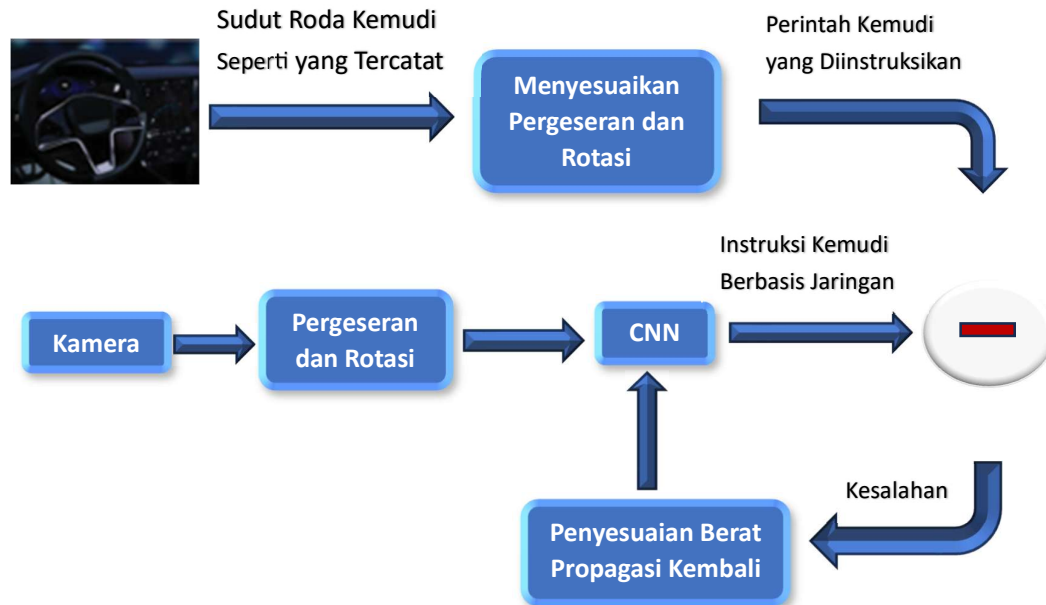 Sudut Roda Kemudi
Seperti yang Tercatat
Menyesuaikan
Pergeseran dan
Rotasi
Perintah Kemudi
yang Diinstruksikan
Kamera
Pergeseran
dan Rotasi
CNN
Instruksi Kemudi
Berbasis Jaringan
Kesalahan
Penyesuaian Berat
Propagasi Kembali